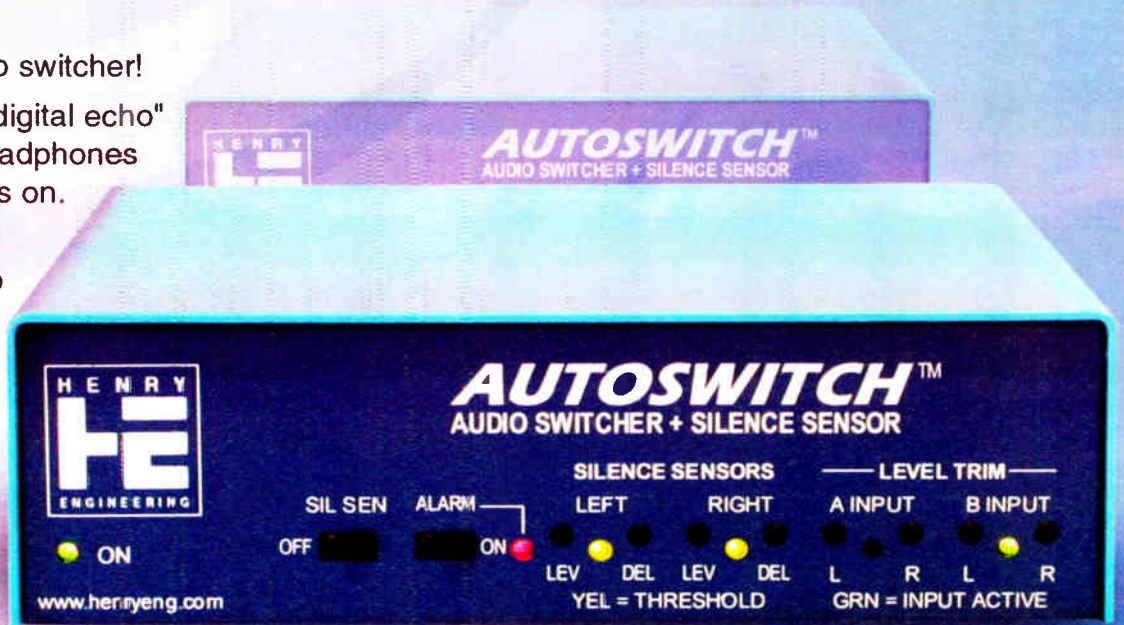 o switcher!
digital echo"
adphones
s on.
o
HENRY
AUTOSWITCH™
AUDIO SWITCHER + SILENCE SENSOR
HENRY
HE
ENGINEERING
AUTOSWITCH™
AUDIO SWITCHER + SILENCE SENSOR
SILENCE SENSORS LEVEL TRIM
SIL SEN ALARM LEFT RIGHT A INPUT B INPUT
ON OFF ON
LEV DEL LEV DEL L R L R
www.henryeng.com YEL = THRESHOLD GRN = INPUT ACTIVE